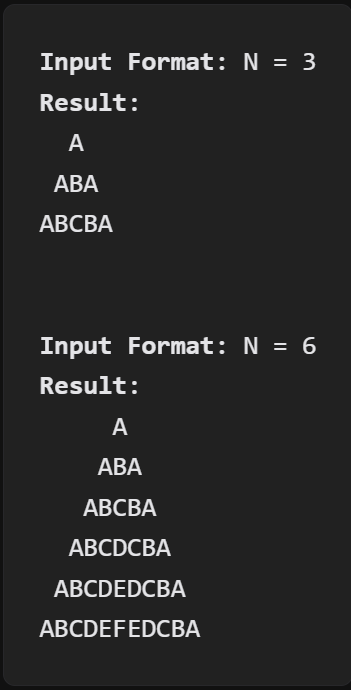 Input Format: N = 3
Result:
  A
 ABA
ABCBA
Input Format: N = 6
Result:
     A
    ABA
   ABCBA
  ABCDCBA
 ABCDEDCBA
ABCDEFEDCBA